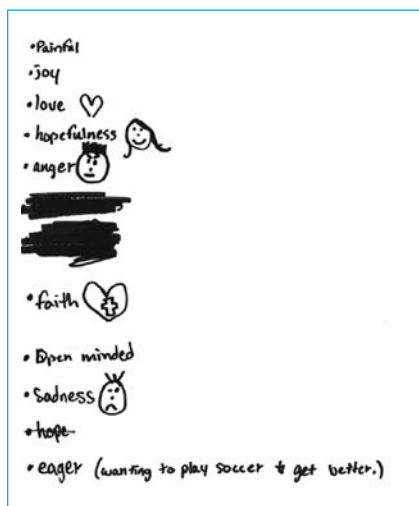 •Painful
•joy
•love
•hopefulness
•anger
•faith
•Open minded
•Sadness
•hope
•eager (wanting to play soccer & get better.)